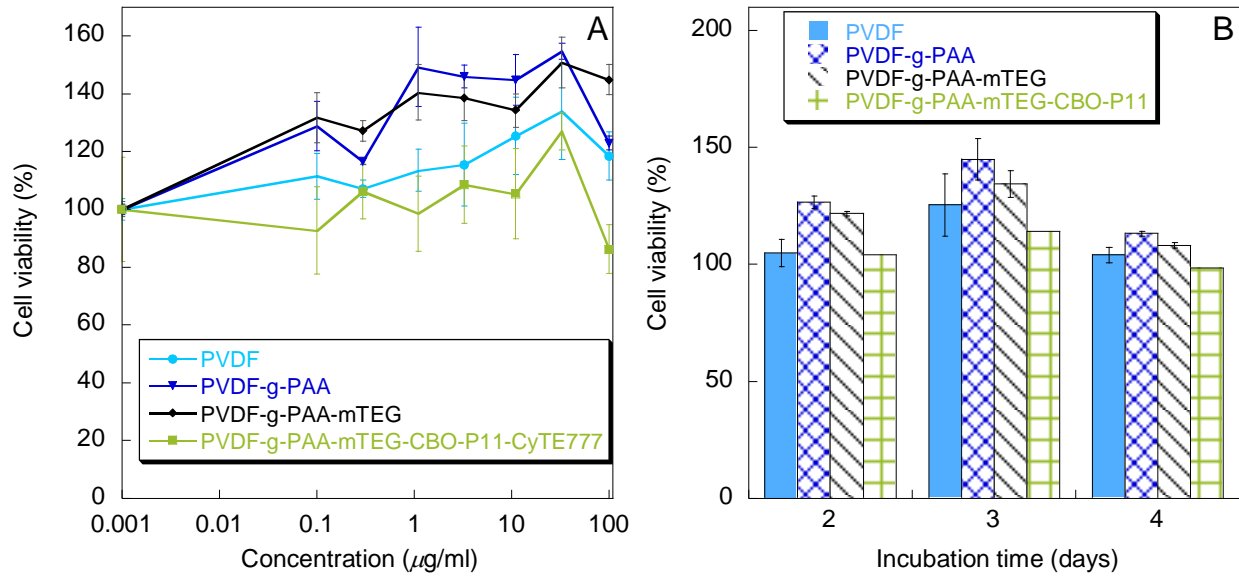 A
160
140
120
100
80
60
40
20
0
Cell viability (%)
PVDF
PVDF-g-PAA
PVDF-g-PAA-mTEG
PVDF-g-PAA-mTEG-CBO-P11-CyTE777
0.001 0.01 0.1 1 10 100
Concentration (μg/ml)
B
200
150
100
50
0
Cell viability (%)
PVDF
PVDF-g-PAA
PVDF-g-PAA-mTEG
PVDF-g-PAA-mTEG-CBO-P11
2 3 4
Incubation time (days)